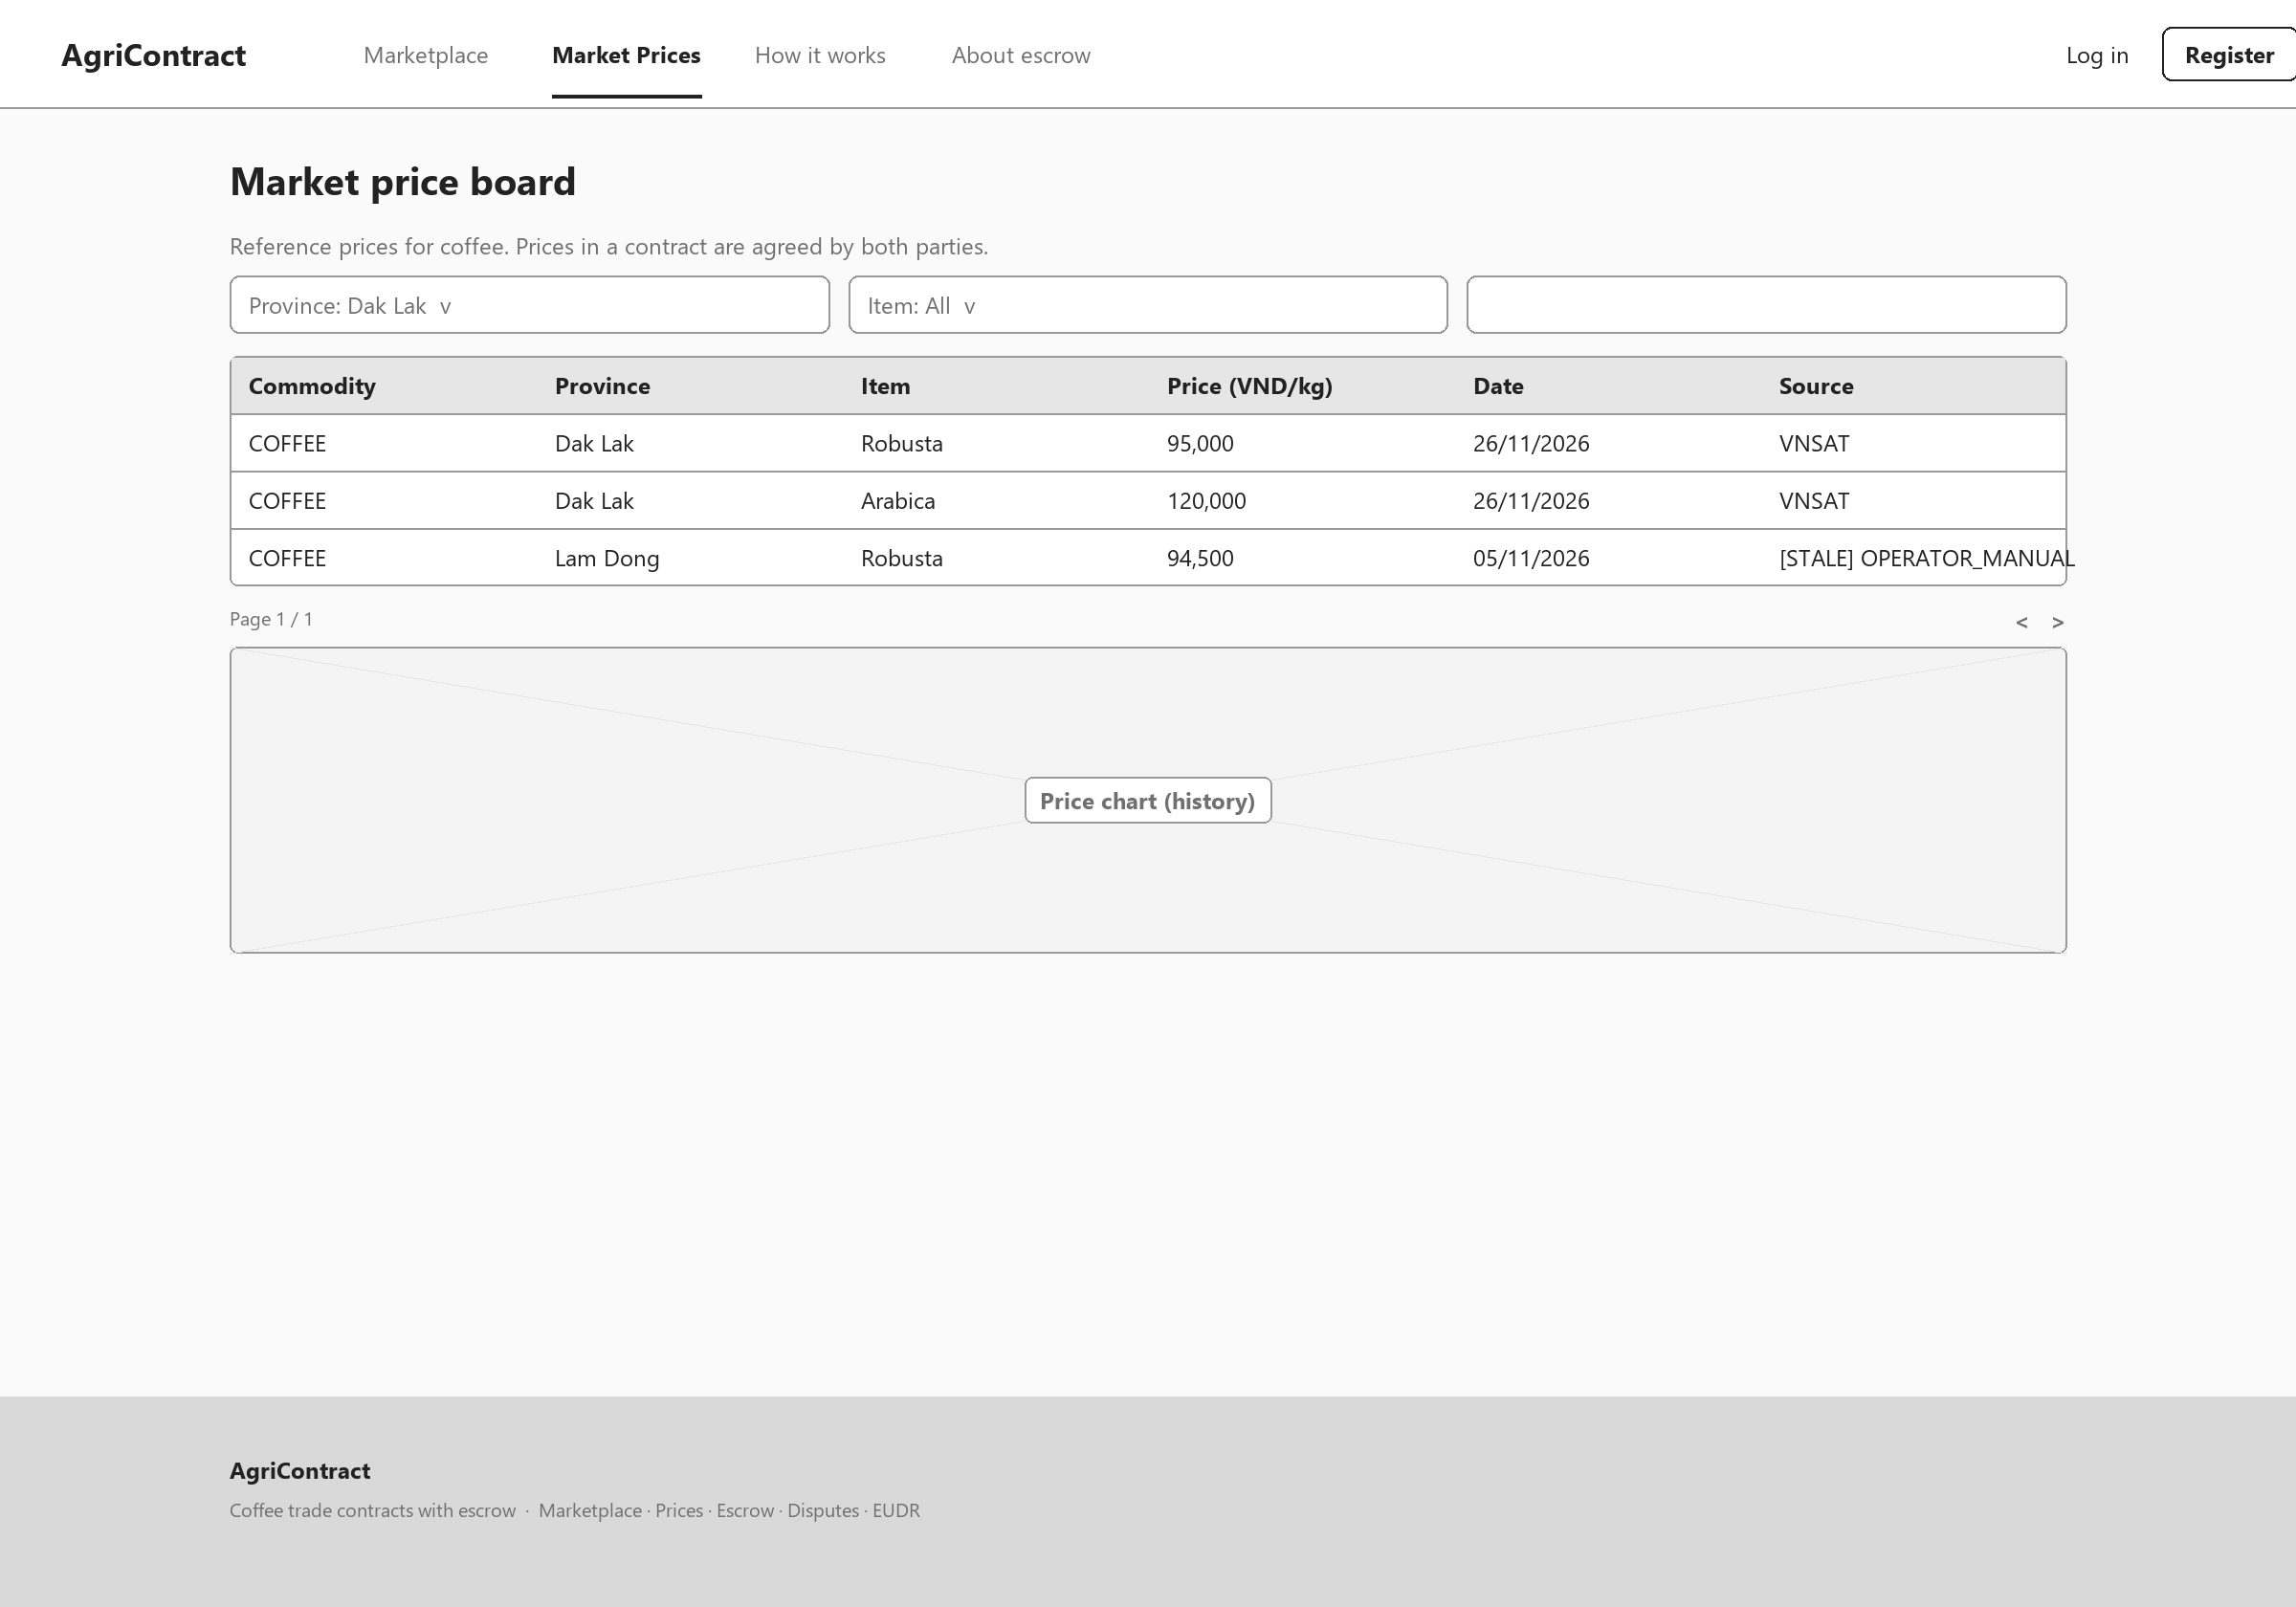 AgriContract Marketplace Market Prices How it works About escrow Log in Register
Market price board
Reference prices for coffee. Prices in a contract are agreed by both parties.
Province: Dak Lak v Item: All v
Commodity Province Item Price (VND/kg) Date Source
COFFEE Dak Lak Robusta 95,000 26/11/2026 VNSAT
COFFEE Dak Lak Arabica 120,000 26/11/2026 VNSAT
COFFEE Lam Dong Robusta 94,500 05/11/2026 [STALE] OPERATOR_MANUAL
Page 1 / 1 < >
Price chart (history)
AgriContract
Coffee trade contracts with escrow · Marketplace · Prices · Escrow · Disputes · EUDR